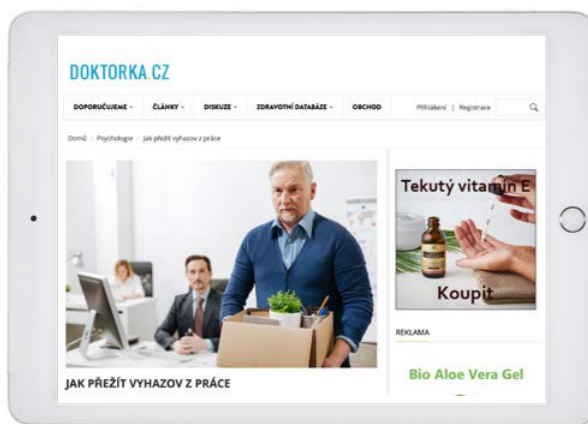 DOKTORKA.CZ
DOPORUČUJEME ČLÁNKY DISKUZE ZDRAVOTNÍ DATABÁZE OBCHOD Přihlášení | Registrace
Domů / Psychologie / Jak přežít vyhazov z práce
Tekutý vitamín E
Koupit
REKLAMA
Bio Aloe Vera Gel
JAK PŘEŽÍT VYHAZOV Z PRÁCE